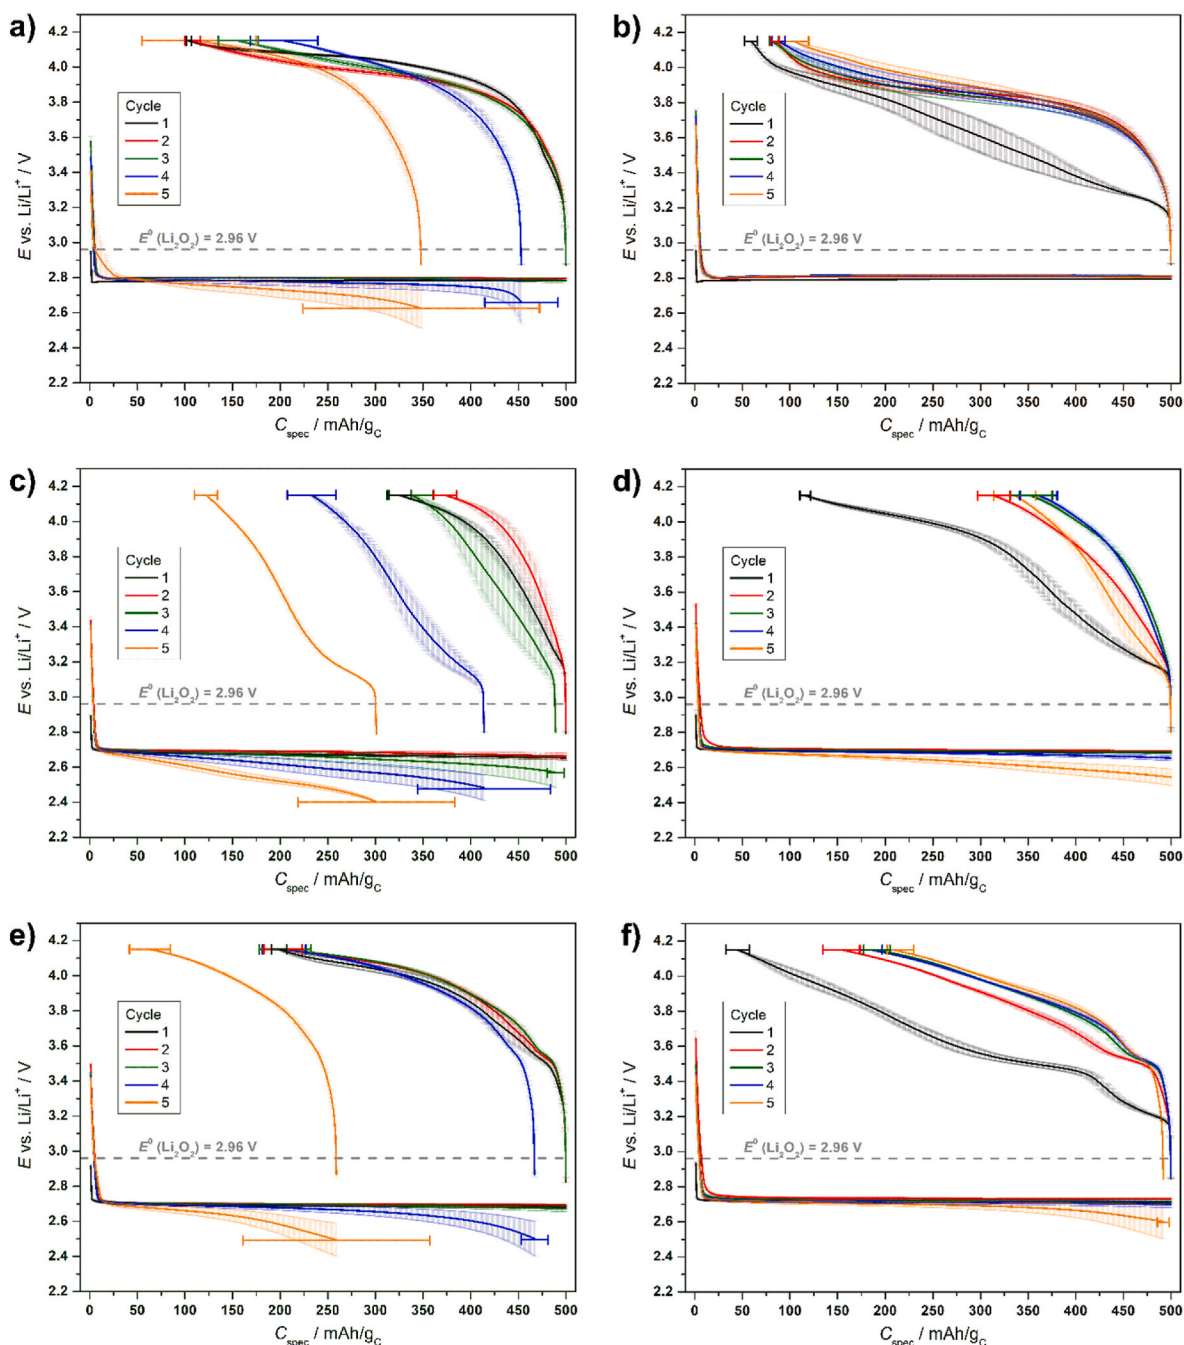 a)
4.2
4.0
3.8
3.6
3.4
3.2
3.0
2.8
2.6
2.4
2.2
E vs. Li/Li⁺ / V
Cycle
1
2
3
4
5
E⁰ (Li₂O₂) = 2.96 V
0 50 100 150 200 250 300 350 400 450 500
C_spec / mAh/g_C
b)
4.2
4.0
3.8
3.6
3.4
3.2
3.0
2.8
2.6
2.4
2.2
E vs. Li/Li⁺ / V
Cycle
1
2
3
4
5
E⁰ (Li₂O₂) = 2.96 V
0 50 100 150 200 250 300 350 400 450 500
C_spec / mAh/g_C
c)
4.2
4.0
3.8
3.6
3.4
3.2
3.0
2.8
2.6
2.4
2.2
E vs. Li/Li⁺ / V
Cycle
1
2
3
4
5
E⁰ (Li₂O₂) = 2.96 V
0 50 100 150 200 250 300 350 400 450 500
C_spec / mAh/g_C
d)
4.2
4.0
3.8
3.6
3.4
3.2
3.0
2.8
2.6
2.4
2.2
E vs. Li/Li⁺ / V
Cycle
1
2
3
4
5
E⁰ (Li₂O₂) = 2.96 V
0 50 100 150 200 250 300 350 400 450 500
C_spec / mAh/g_C
e)
4.2
4.0
3.8
3.6
3.4
3.2
3.0
2.8
2.6
2.4
2.2
E vs. Li/Li⁺ / V
Cycle
1
2
3
4
5
E⁰ (Li₂O₂) = 2.96 V
0 50 100 150 200 250 300 350 400 450 500
C_spec / mAh/g_C
f)
4.2
4.0
3.8
3.6
3.4
3.2
3.0
2.8
2.6
2.4
2.2
E vs. Li/Li⁺ / V
Cycle
1
2
3
4
5
E⁰ (Li₂O₂) = 2.96 V
0 50 100 150 200 250 300 350 400 450 500
C_spec / mAh/g_C